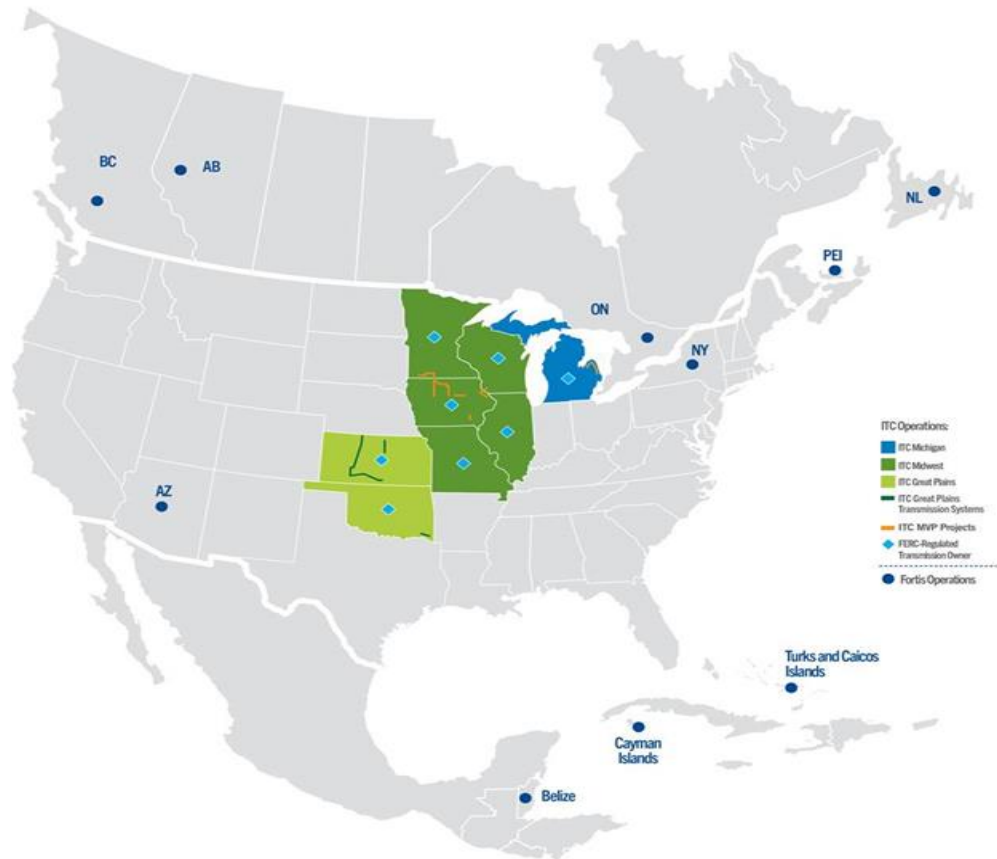 BC
AB
NL
PEI
ON
NY
AZ
ITC Operations:
ITC Michigan
ITC Midwest
ITC Great Plains
ITC Great Plains
Transmission Systems
ITC MVP Projects
FERC-Regulated
Transmission Owner
Fortis Operations
Turks and Caicos
Islands
Cayman
Islands
Belize